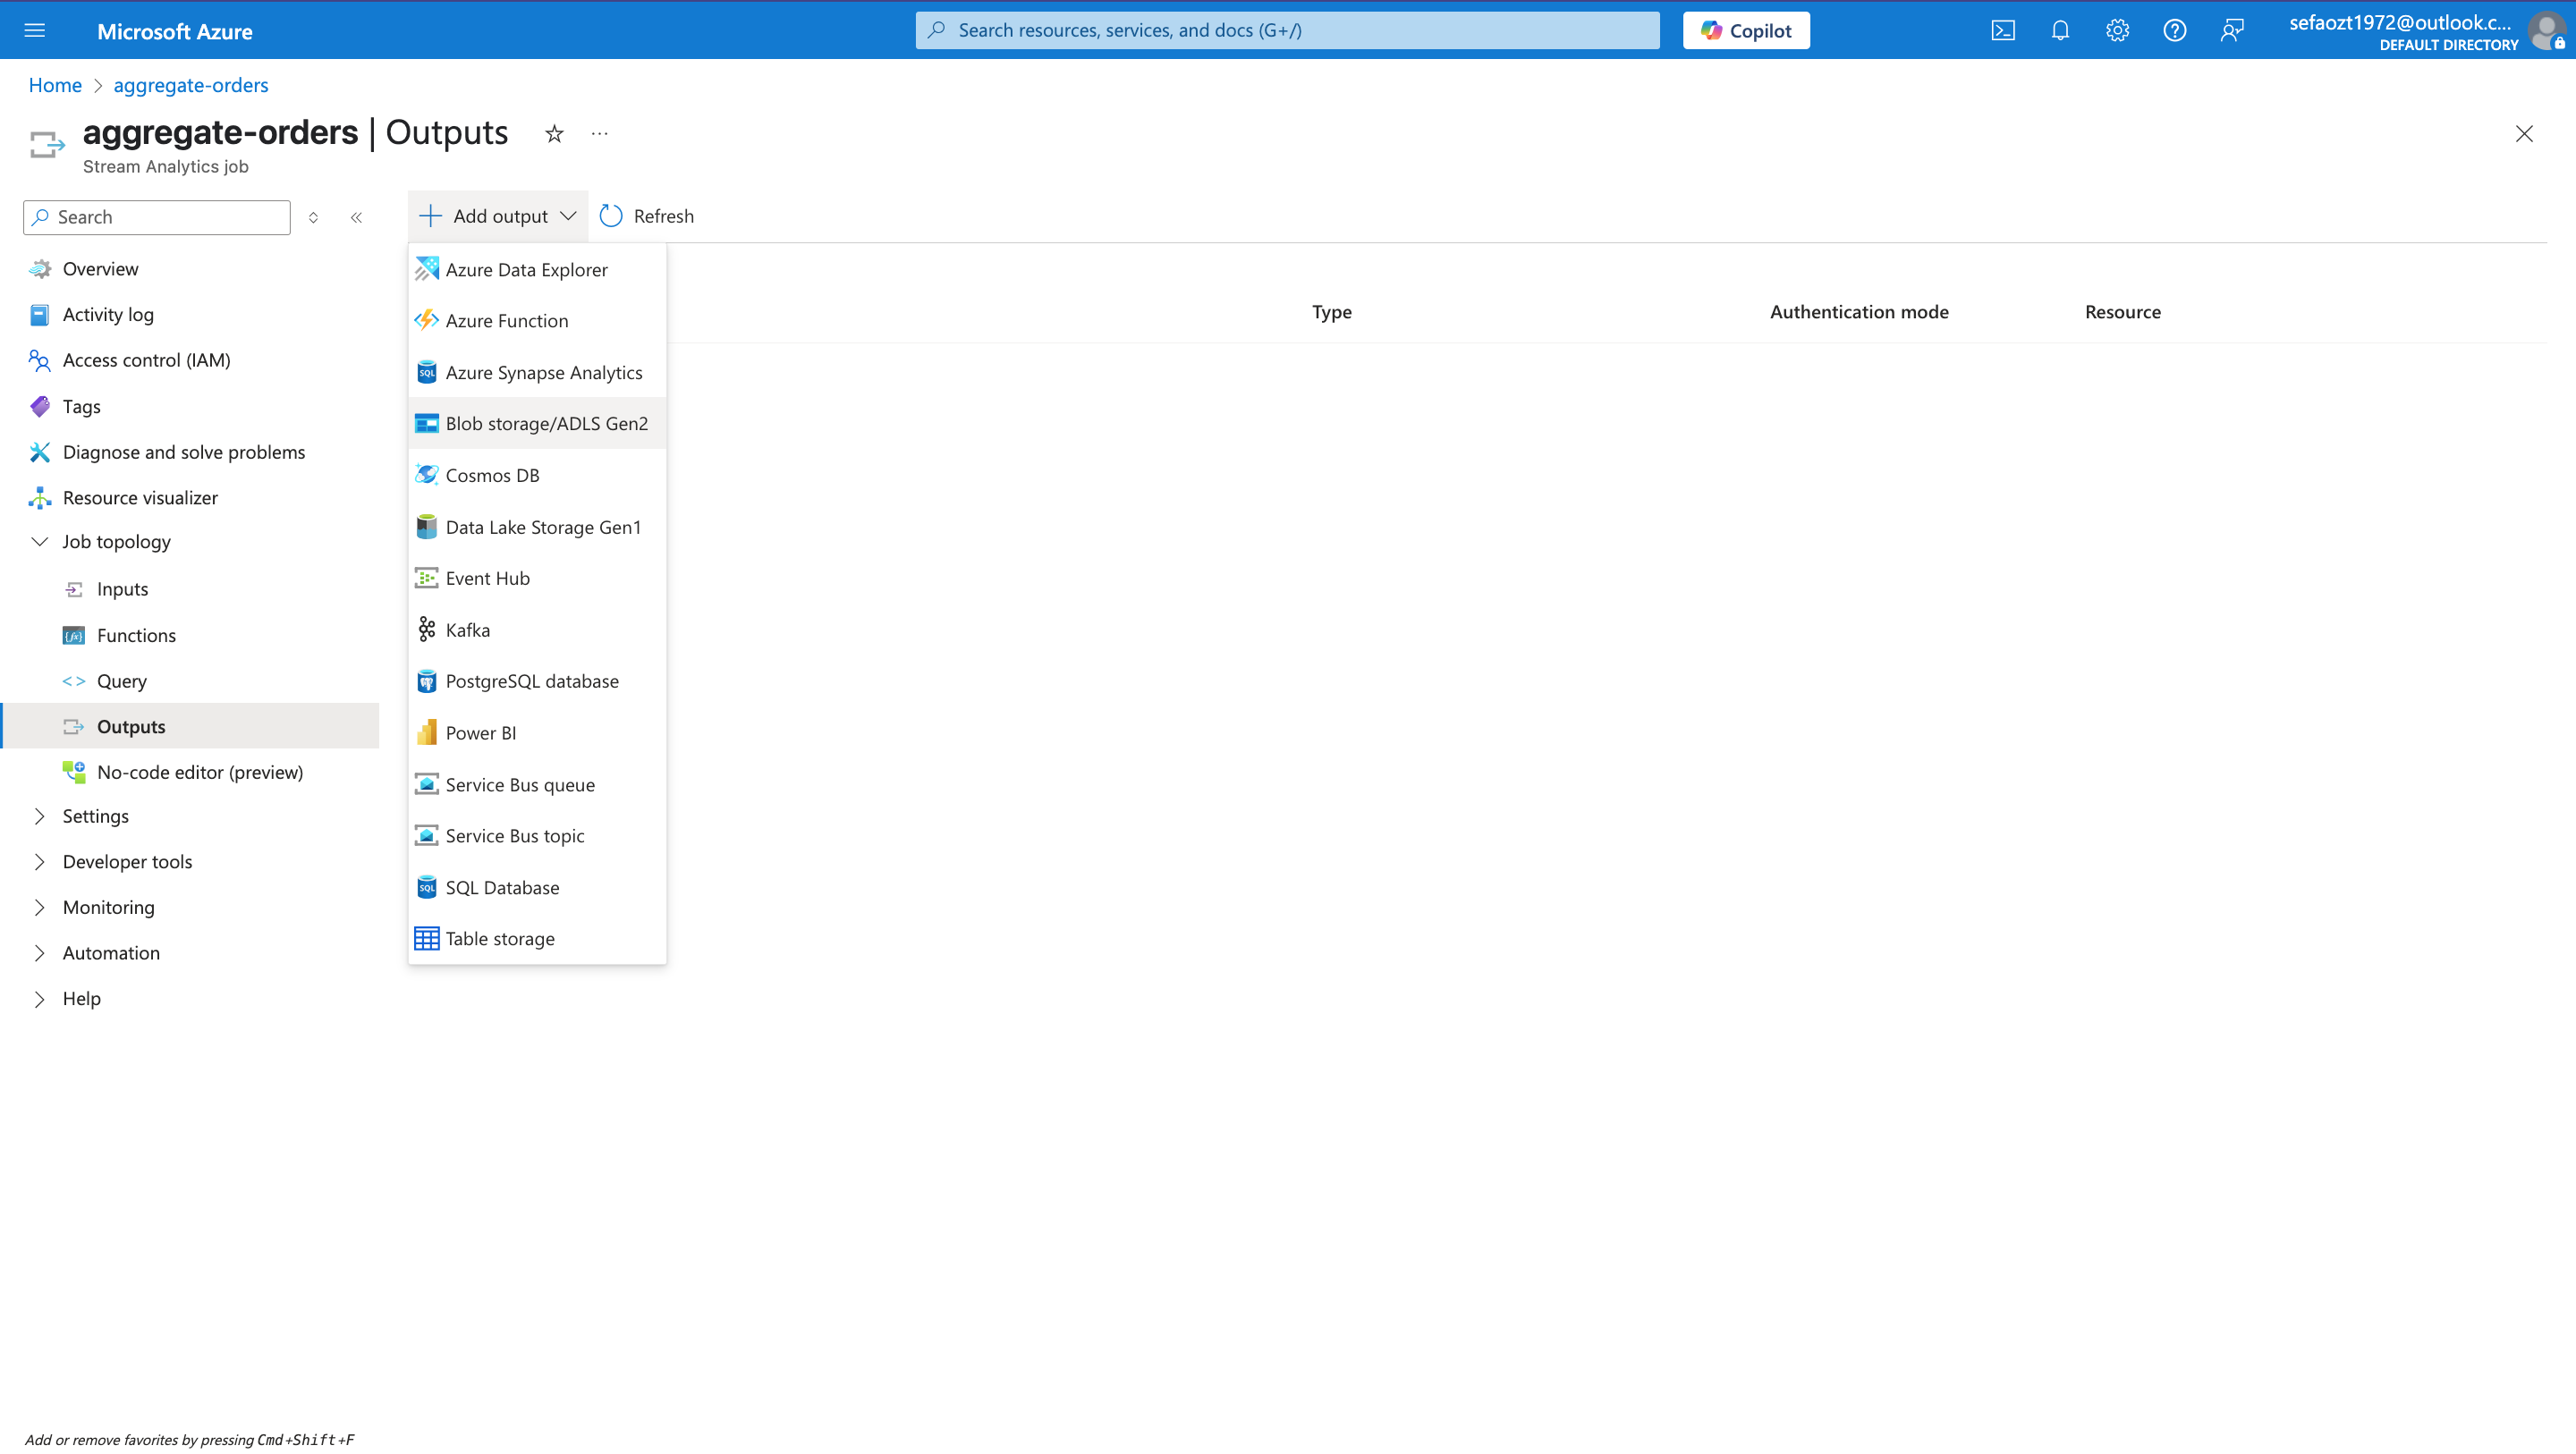 Microsoft Azure
Search resources, services, and docs (G+/)
Copilot
sefaozt1972@outlook.c...
DEFAULT DIRECTORY
Home
aggregate-orders
aggregate-orders | Outputs
...
Stream Analytics job
Search
Add output
Refresh
Overview
Activity log
Access control (IAM)
Tags
Diagnose and solve problems
Resource visualizer
Job topology
Inputs
Functions
Query
Outputs
No-code editor (preview)
Settings
Developer tools
Monitoring
Automation
Help
Azure Data Explorer
Azure Function
Azure Synapse Analytics
Blob storage/ADLS Gen2
Cosmos DB
Data Lake Storage Gen1
Event Hub
Kafka
PostgreSQL database
Power BI
Service Bus queue
Service Bus topic
SQL Database
Table storage
Type
Authentication mode
Resource
Add or remove favorites by pressing Cmd+Shift+F